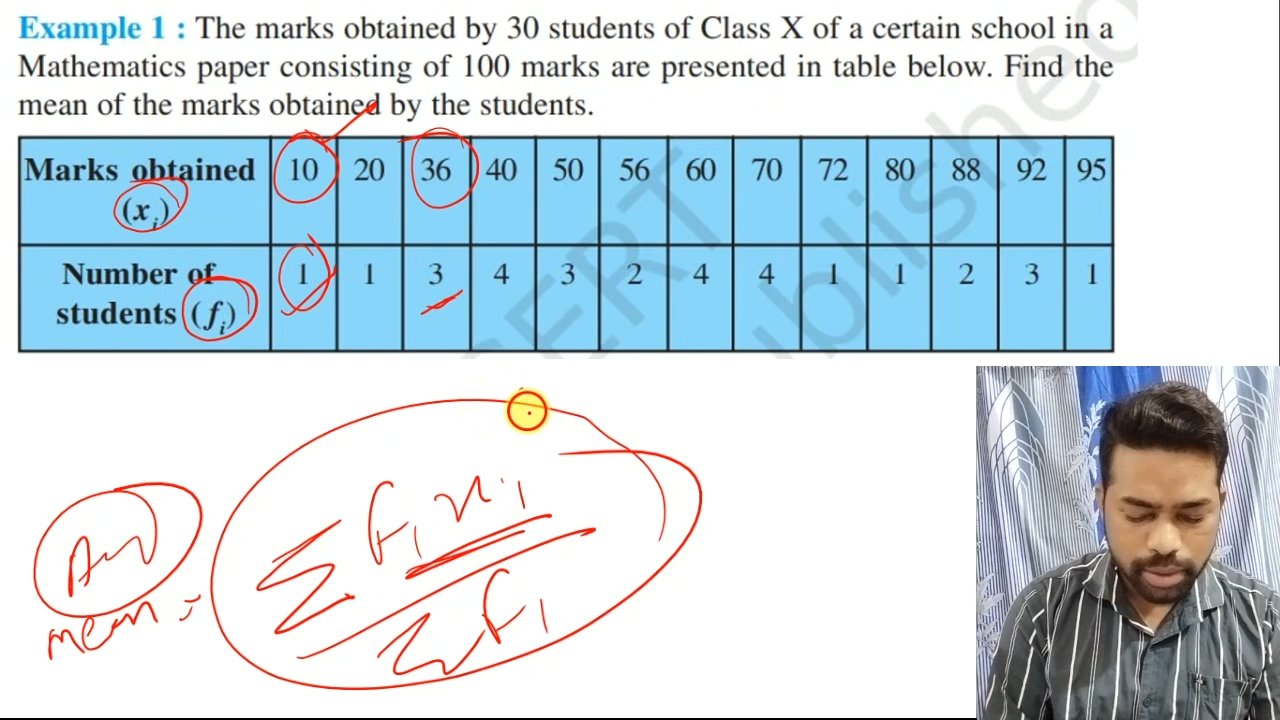 Example 1 : The marks obtained by 30 students of Class X of a certain school in a
Mathematics paper consisting of 100 marks are presented in table below. Find the
mean of the marks obtained by the students.
Marks obtained 10 20 36 40 50 56 60 70 72 80 88 92 95
(xᵢ)
Number of 1 1 3 4 3 2 4 4 1 1 2 3 1
students (fᵢ)
mean = Σ fᵢxᵢ / Σ fᵢ